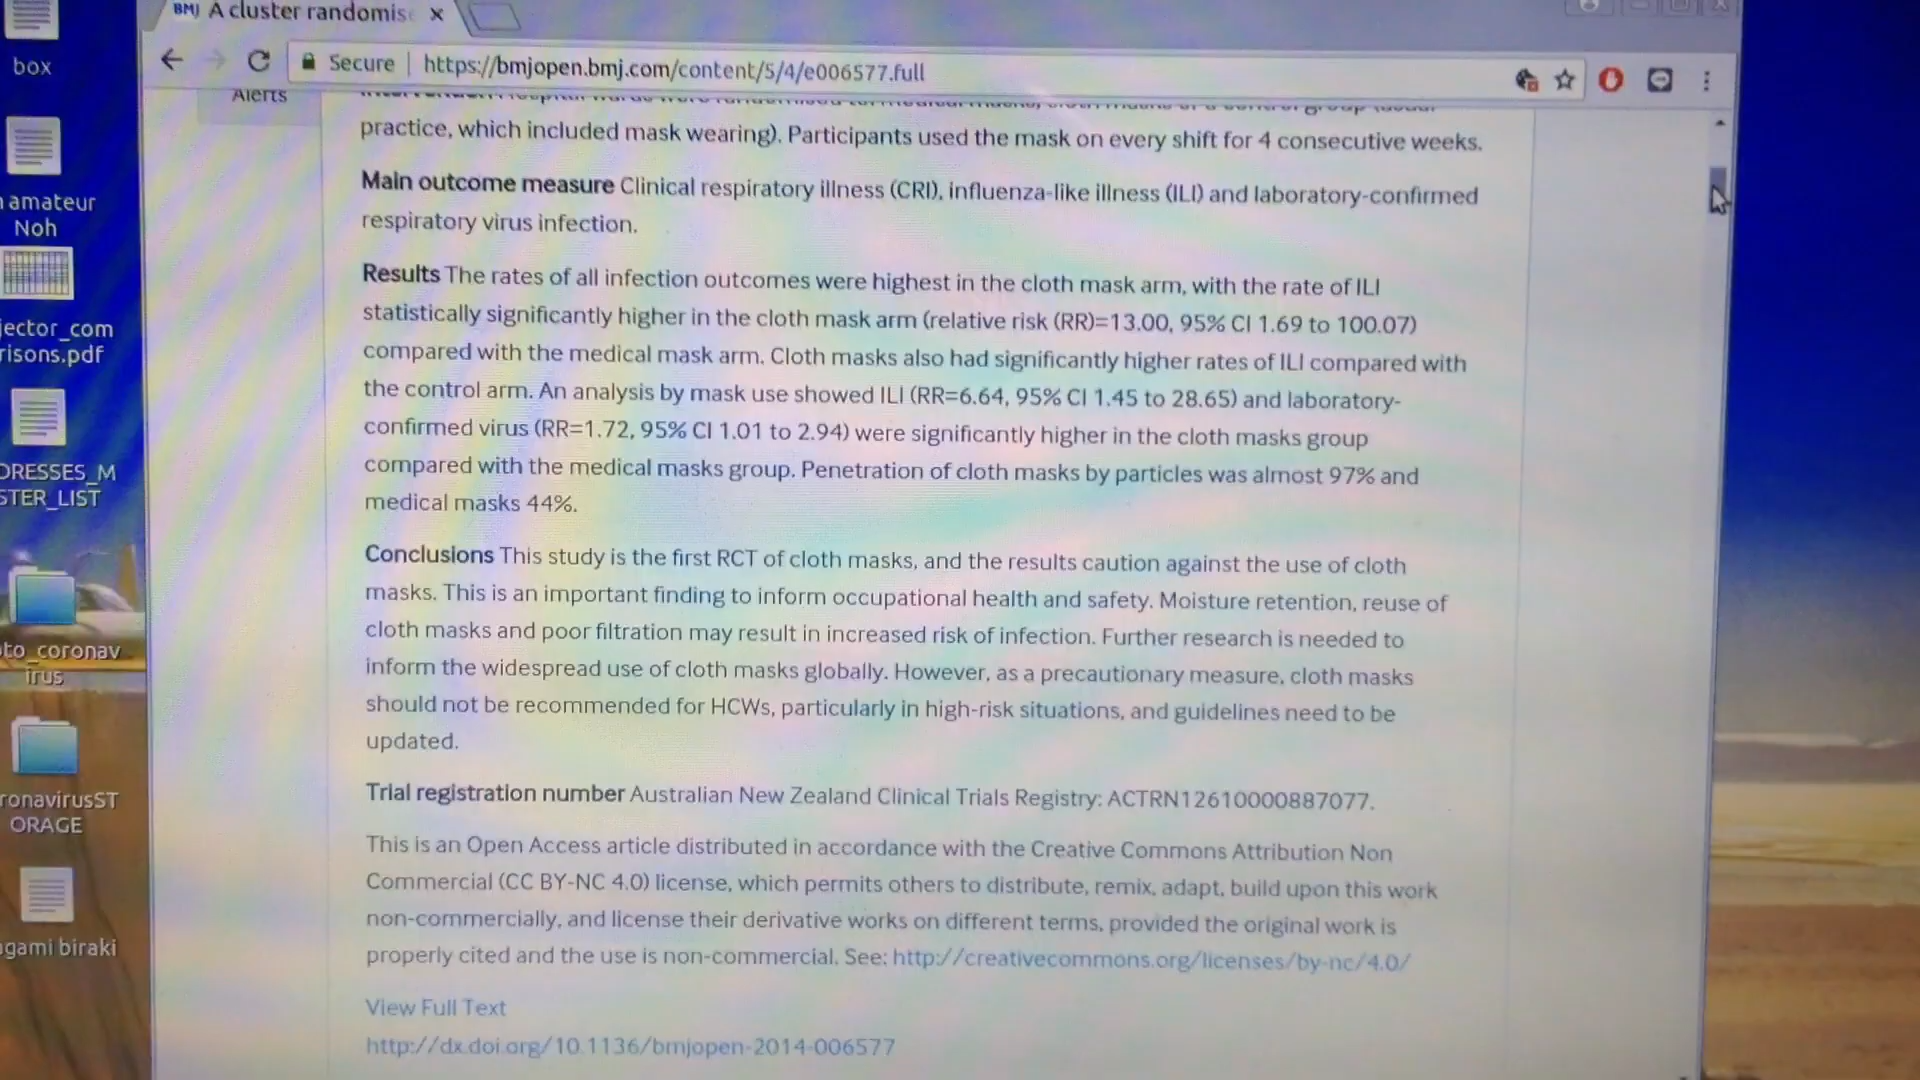 BMJ A cluster randomis
box
Secure | https://bmjopen.bmj.com/content/5/4/e006577.full
Alerts
practice, which included mask wearing). Participants used the mask on every shift for 4 consecutive weeks.
Main outcome measure Clinical respiratory illness (CRI), influenza-like illness (ILI) and laboratory-confirmed
respiratory virus infection.
amateur
Noh
Results The rates of all infection outcomes were highest in the cloth mask arm, with the rate of ILI
statistically significantly higher in the cloth mask arm (relative risk (RR)=13.00, 95% CI 1.69 to 100.07)
compared with the medical mask arm. Cloth masks also had significantly higher rates of ILI compared with
the control arm. An analysis by mask use showed ILI (RR=6.64, 95% CI 1.45 to 28.65) and laboratory-
confirmed virus (RR=1.72, 95% CI 1.01 to 2.94) were significantly higher in the cloth masks group
compared with the medical masks group. Penetration of cloth masks by particles was almost 97% and
medical masks 44%.
jector_com
risons.pdf
DRESSES_M
STER_LIST
Conclusions This study is the first RCT of cloth masks, and the results caution against the use of cloth
masks. This is an important finding to inform occupational health and safety. Moisture retention, reuse of
cloth masks and poor filtration may result in increased risk of infection. Further research is needed to
inform the widespread use of cloth masks globally. However, as a precautionary measure, cloth masks
should not be recommended for HCWs, particularly in high-risk situations, and guidelines need to be
updated.
to_coronav
irus
Trial registration number Australian New Zealand Clinical Trials Registry: ACTRN12610000887077.
ronavirusST
ORAGE
This is an Open Access article distributed in accordance with the Creative Commons Attribution Non
Commercial (CC BY-NC 4.0) license, which permits others to distribute, remix, adapt, build upon this work
non-commercially, and license their derivative works on different terms, provided the original work is
properly cited and the use is non-commercial. See: http://creativecommons.org/licenses/by-nc/4.0/
gami biraki
View Full Text
http://dx.doi.org/10.1136/bmjopen-2014-006577